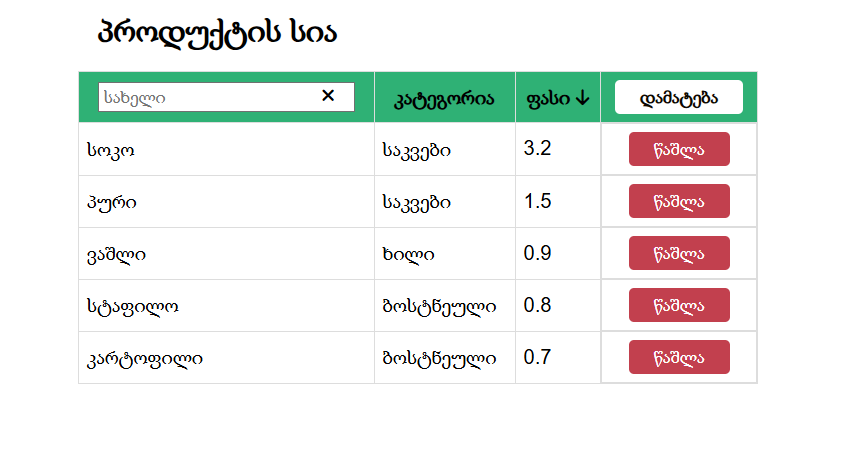 პროდუქტის სია
სახელი × კატეგორია ფასი ↓ დამატება
სოკო საკვები 3.2 წაშლა
პური საკვები 1.5 წაშლა
ვაშლი ხილი 0.9 წაშლა
სტაფილო ბოსტნეული 0.8 წაშლა
კარტოფილი ბოსტნეული 0.7 წაშლა